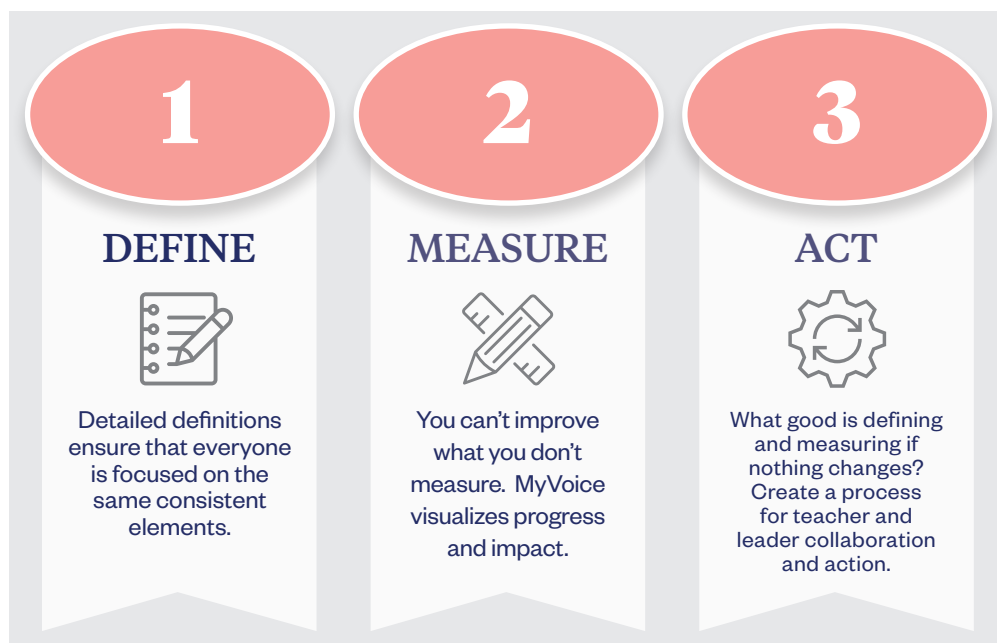 1
DEFINE
Detailed definitions
ensure that everyone
is focused on the
same consistent
elements.
2
MEASURE
You can’t improve
what you don’t
measure.  MyVoice
visualizes progress
and impact.
3
ACT
What good is defining
and measuring if
nothing changes?
Create a process
for teacher and
leader collaboration
and action.